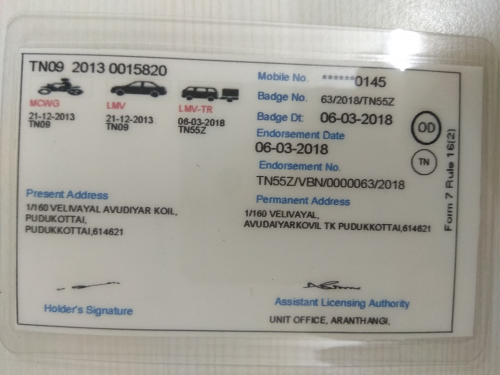 TN09 2013 0015820
MCWG
21-12-2013
TN09
LMV
21-12-2013
TN09
LMV-TR
06-03-2018
TN55Z
Mobile No. ******0145
Badge No. 63/2018/TN55Z
Badge Dt: 06-03-2018
Endorsement Date
06-03-2018
Endorsement No.
TN55Z/VBN/0000063/2018
OD
TN
Form 7 Rule 16(2)
Present Address
1/160 VELIVAYAL AVUDIYAR KOIL,
PUDUKOTTAI,
PUDUKKOTTAI,614621
Permanent Address
1/160 VELIVAYAL,
AVUDAIYARKOVIL TK PUDUKKOTTAI,614621
Holder's Signature
Assistant Licensing Authority
UNIT OFFICE, ARANTHANGI,